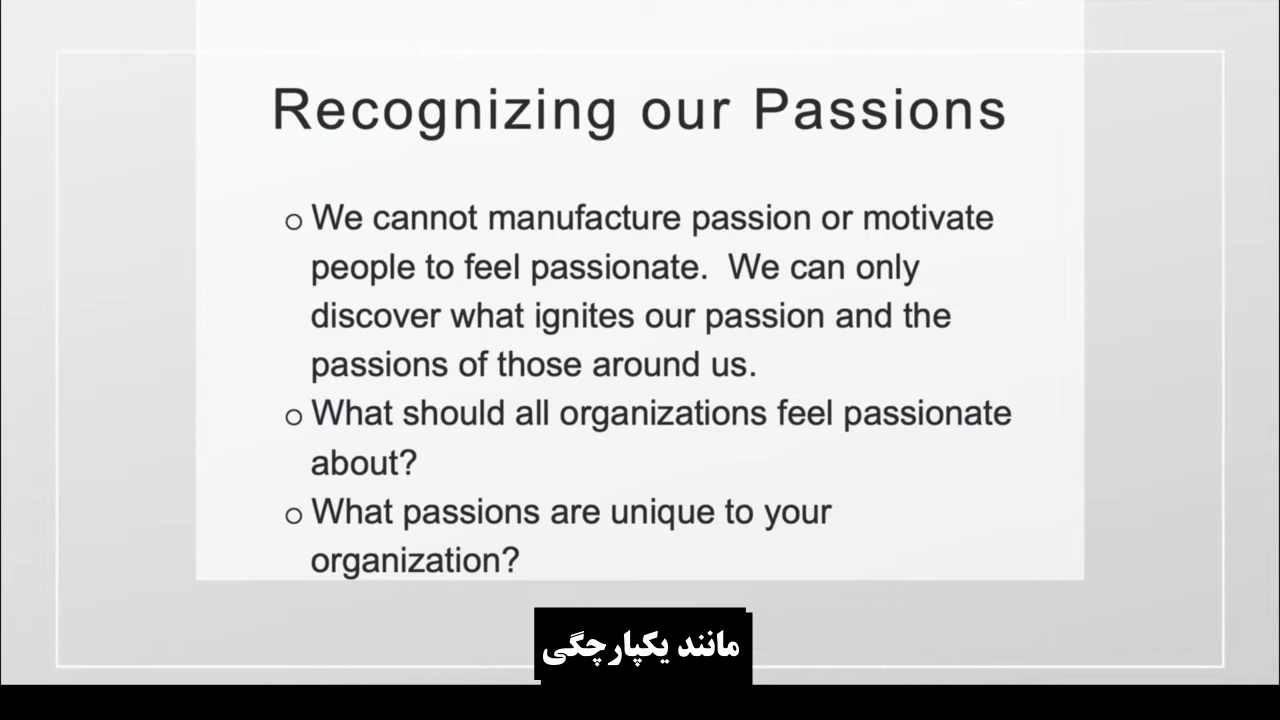 Recognizing our Passions
o We cannot manufacture passion or motivate
people to feel passionate.  We can only
discover what ignites our passion and the
passions of those around us.
o What should all organizations feel passionate
about?
o What passions are unique to your
organization?
مانند یکپارچگی